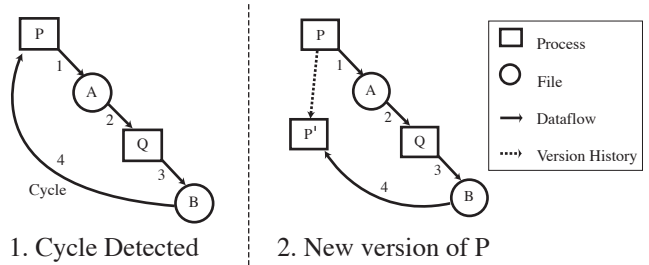 P
1
A
2
Q
3
B
4
Cycle
1. Cycle Detected
P
1
A
2
P'
Q
3
4
B
2. New version of P
Process
File
Dataflow
Version History